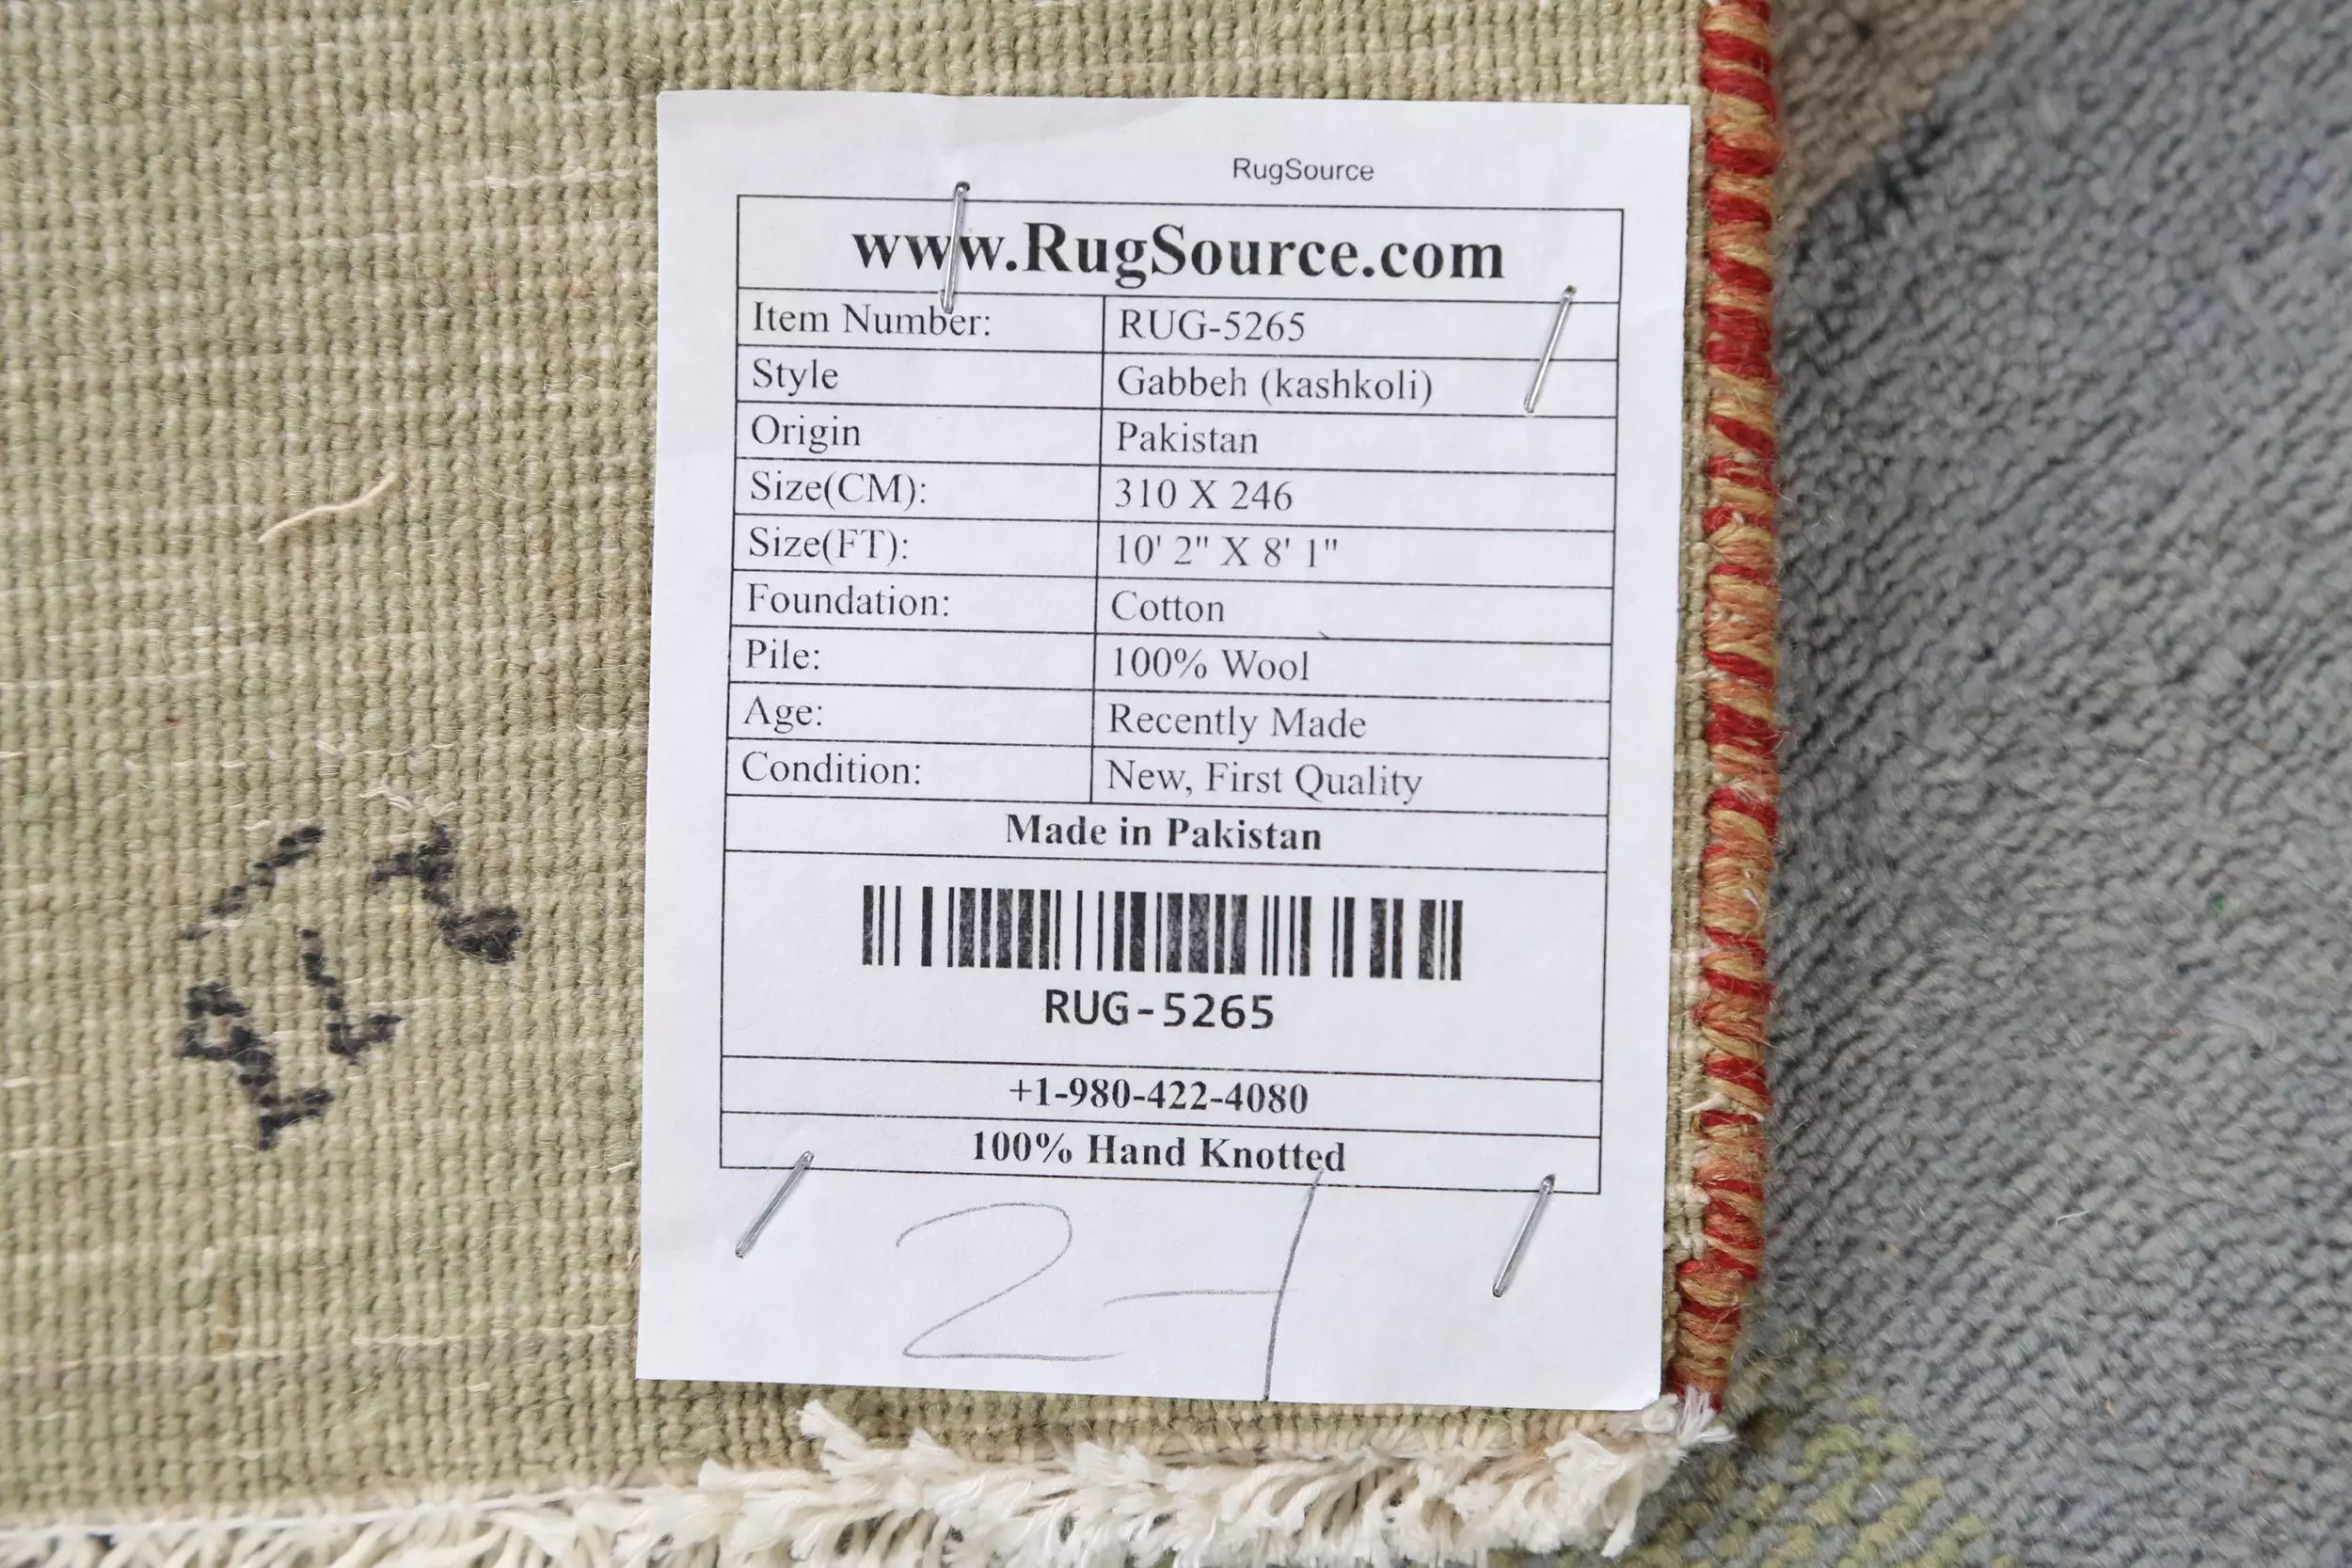 RugSource
www.RugSource.com
Item Number: RUG-5265
Style Gabbeh (kashkoli)
Origin Pakistan
Size(CM): 310 X 246
Size(FT): 10' 2" X 8' 1"
Foundation: Cotton
Pile: 100% Wool
Age: Recently Made
Condition: New, First Quality
Made in Pakistan
RUG-5265
+1-980-422-4080
100% Hand Knotted
2-1